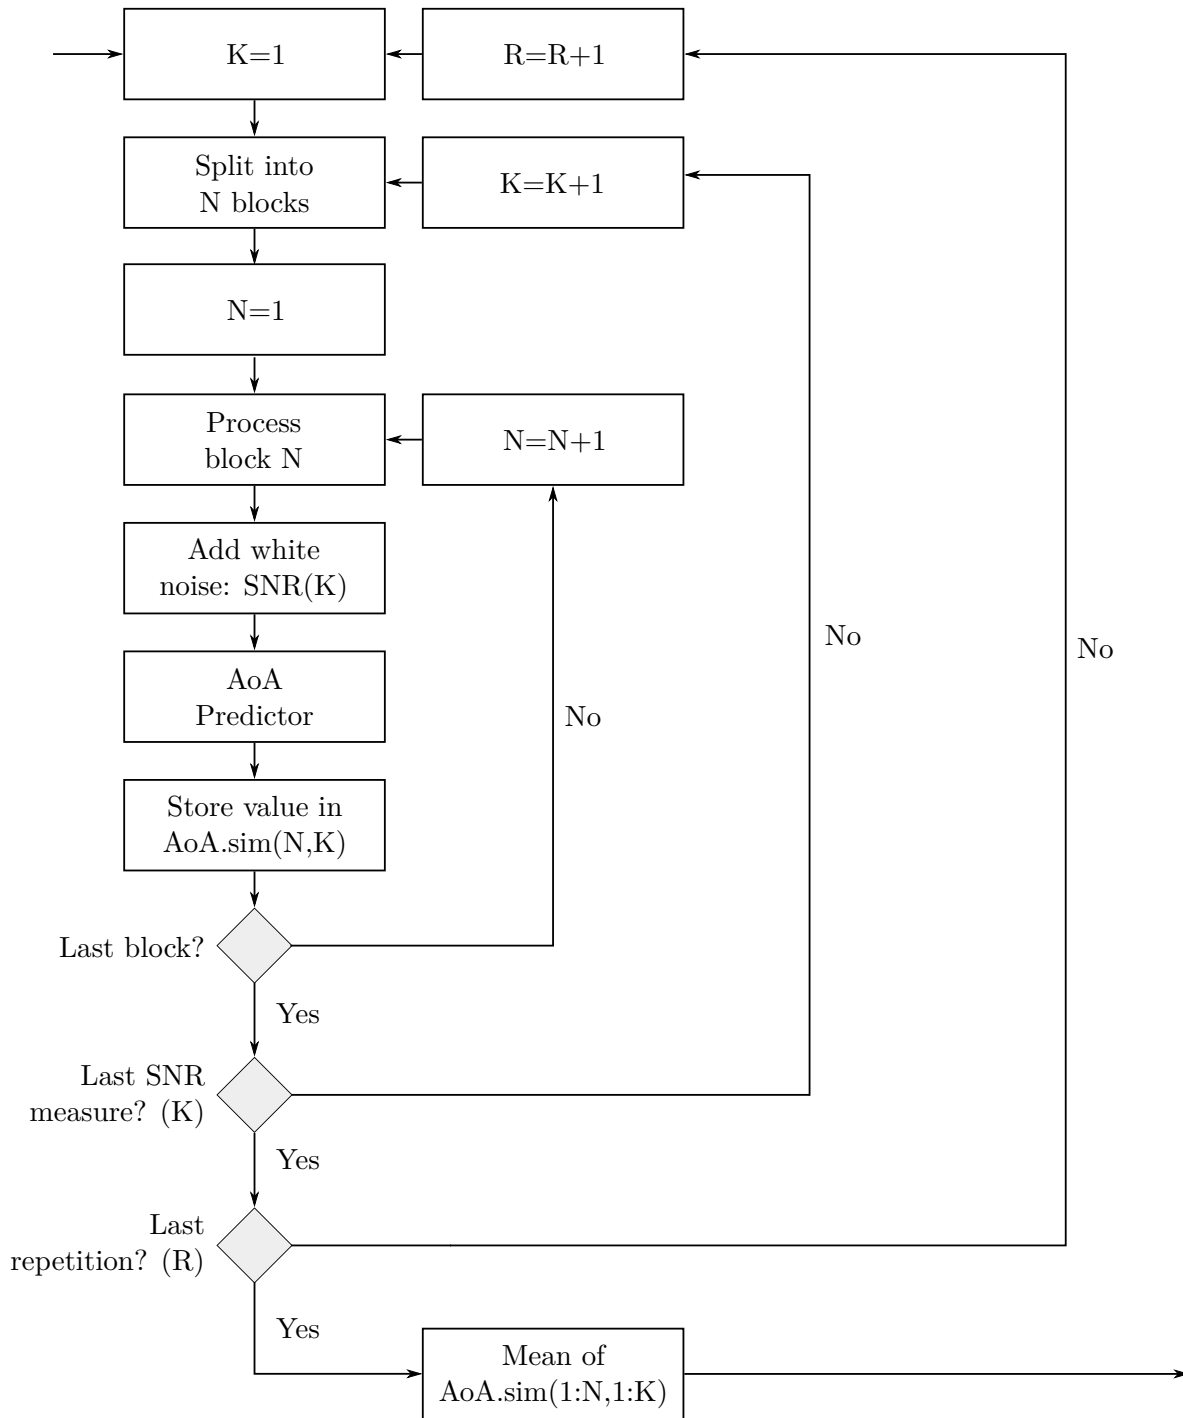 K=1
R=R+1
Split into
N blocks
K=K+1
N=1
Process
block N
N=N+1
Add white
noise: SNR(K)
No
No
AoA
Predictor
No
Store value in
AoA.sim(N,K)
Last block?
Yes
Last SNR
measure? (K)
Yes
Last
repetition? (R)
Yes
Mean of
AoA.sim(1:N,1:K)